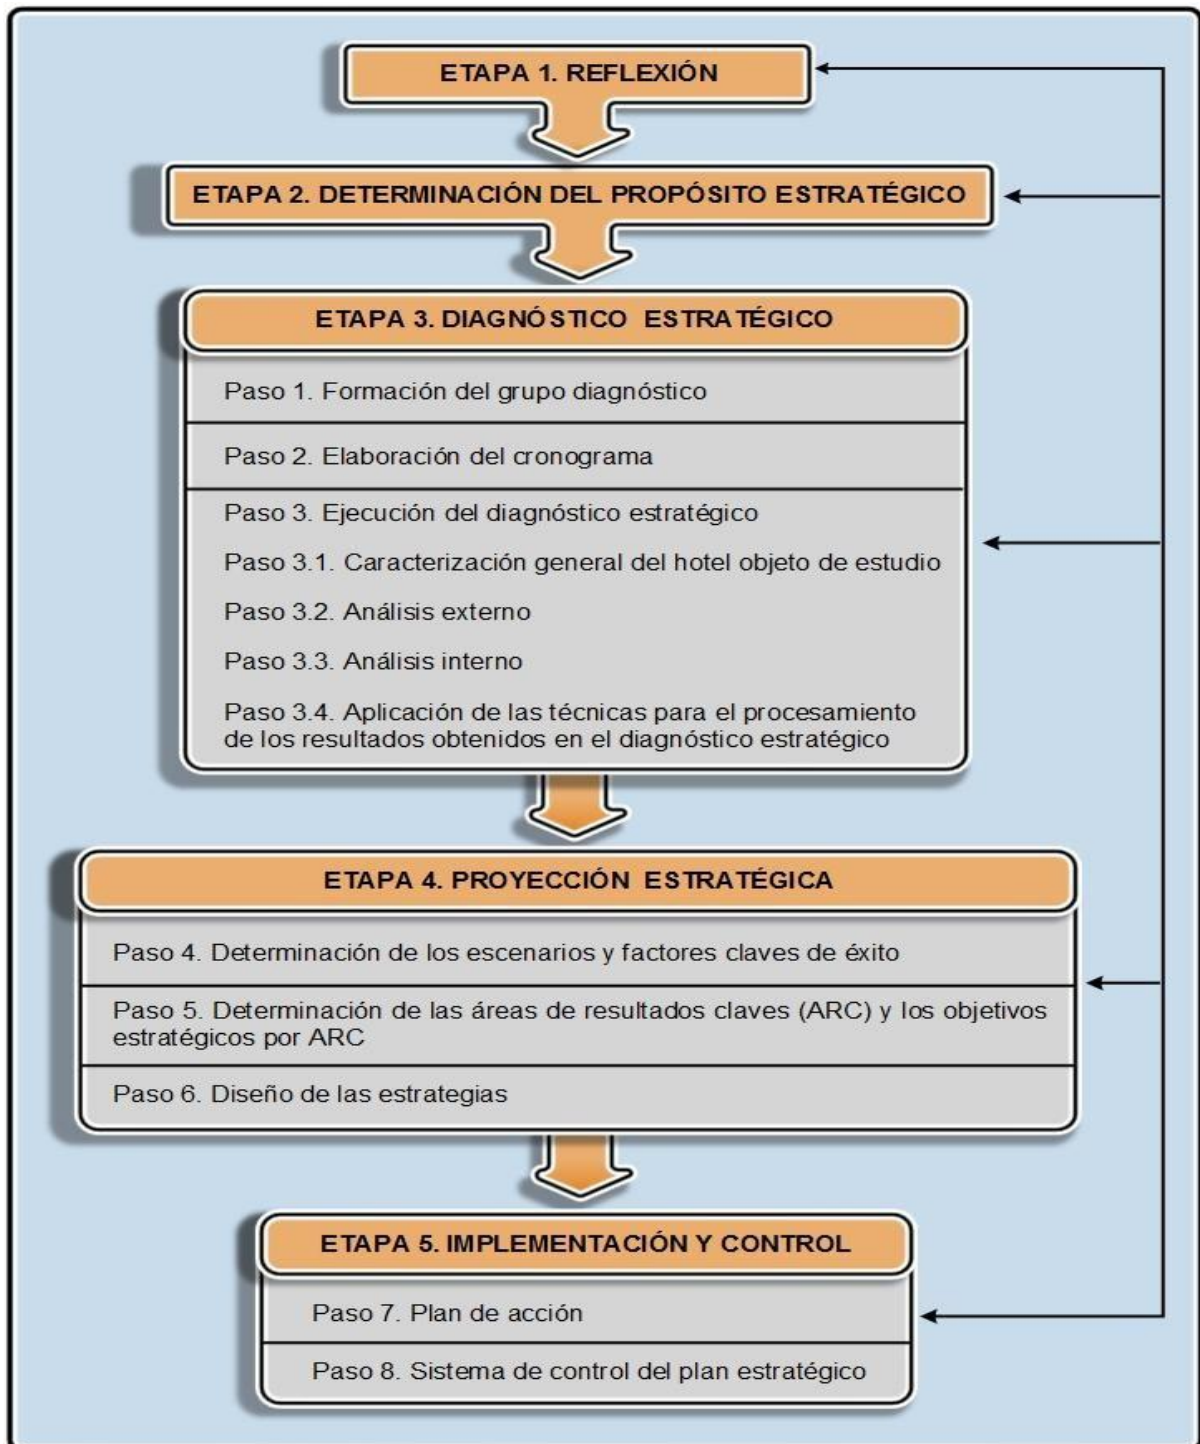 ETAPA 1. REFLEXIÓN
ETAPA 2. DETERMINACIÓN DEL PROPÓSITO ESTRATÉGICO
ETAPA 3. DIAGNÓSTICO ESTRATÉGICO
Paso 1. Formación del grupo diagnóstico
Paso 2. Elaboración del cronograma
Paso 3. Ejecución del diagnóstico estratégico
Paso 3.1. Caracterización general del hotel objeto de estudio
Paso 3.2. Análisis externo
Paso 3.3. Análisis interno
Paso 3.4. Aplicación de las técnicas para el procesamiento
de los resultados obtenidos en el diagnóstico estratégico
ETAPA 4. PROYECCIÓN ESTRATÉGICA
Paso 4. Determinación de los escenarios y factores claves de éxito
Paso 5. Determinación de las áreas de resultados claves (ARC) y los objetivos
estratégicos por ARC
Paso 6. Diseño de las estrategias
ETAPA 5. IMPLEMENTACIÓN Y CONTROL
Paso 7. Plan de acción
Paso 8. Sistema de control del plan estratégico